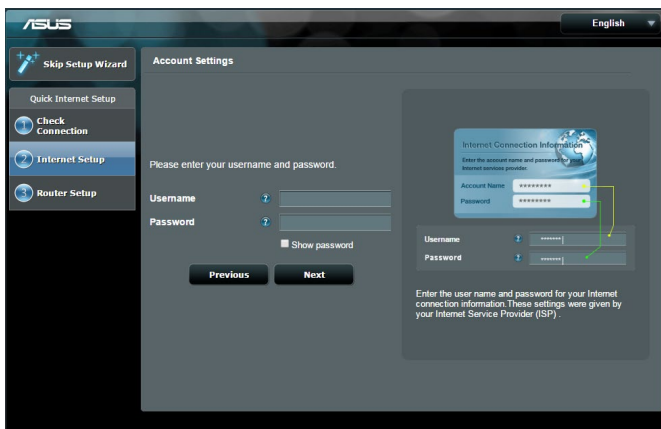 ASUS
English
Skip Setup Wizard
Account Settings
Quick Internet Setup
1 Check
Connection
2 Internet Setup
3 Router Setup
Please enter your username and password.
Username ?
Password ?
Show password
Previous Next
Internet Connection Information
Enter the account name and password for your
Internet services provider.
Account Name ********
Password ********
Username ? *******
Password ? *******
Enter the user name and password for your Internet
connection information.These settings were given by
your Internet Service Provider (ISP) .